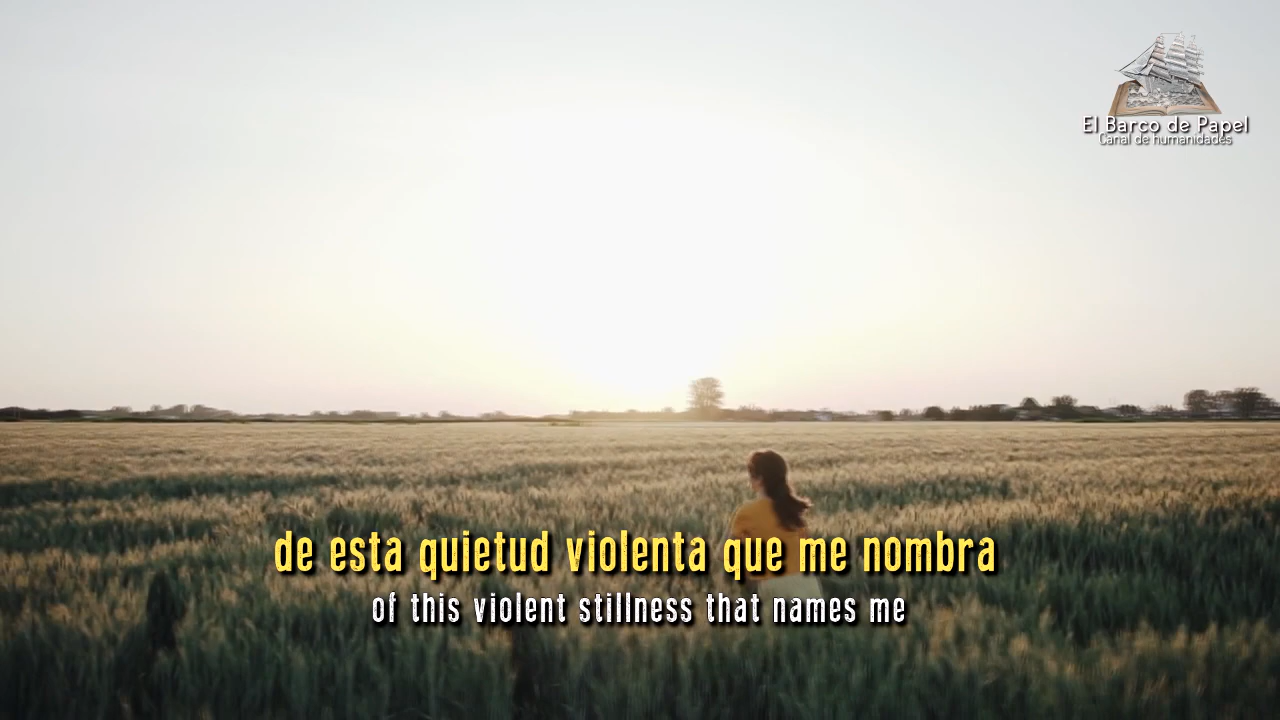 El Barco de Papel
Canal de humanidades
de esta quietud violenta que me nombra
of this violent stillness that names me